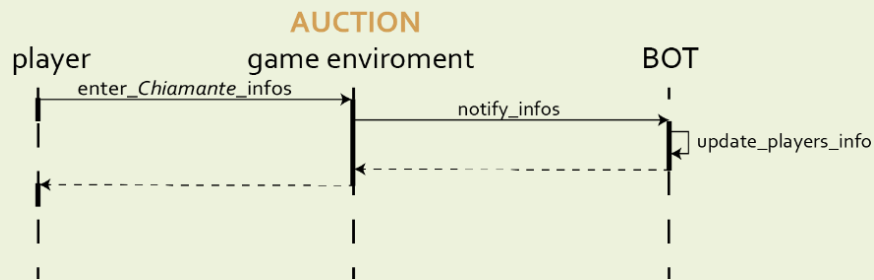 AUCTION
player
game enviroment
BOT
enter_Chiamante_infos
notify_infos
update_players_info